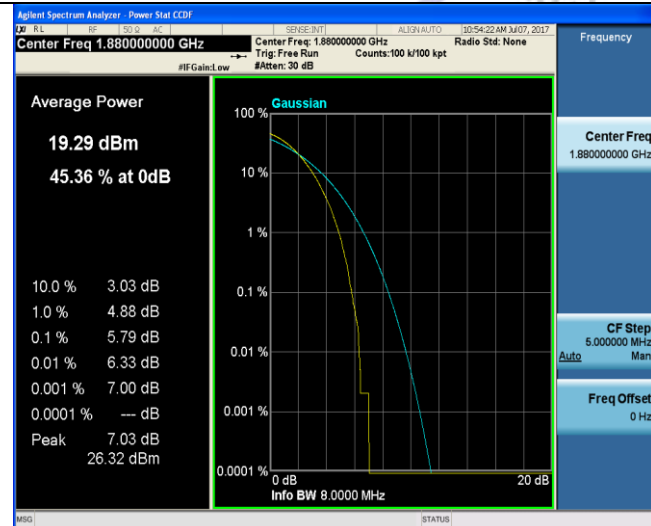 Agilent Spectrum Analyzer - Power Stat CCDF
LXI RL RF 50 Ω AC SENSE:INT ALIGN AUTO 10:54:22 AM Jul 07, 2017
Center Freq 1.880000000 GHz
Center Freq: 1.880000000 GHz Radio Std: None
Trig: Free Run Counts:100 k/100 kpt
#IFGain:Low #Atten: 30 dB
Frequency
Average Power
19.29 dBm
45.36 % at 0dB
10.0 % 3.03 dB
1.0 % 4.88 dB
0.1 % 5.79 dB
0.01 % 6.33 dB
0.001 % 7.00 dB
0.0001 % --- dB
Peak 7.03 dB
26.32 dBm
Gaussian
100 %
10 %
1 %
0.1 %
0.01 %
0.001 %
0.0001 %
0 dB 20 dB
Info BW 8.0000 MHz
Center Freq
1.880000000 GHz
CF Step
5.000000 MHz
Auto Man
Freq Offset
0 Hz
MSG STATUS